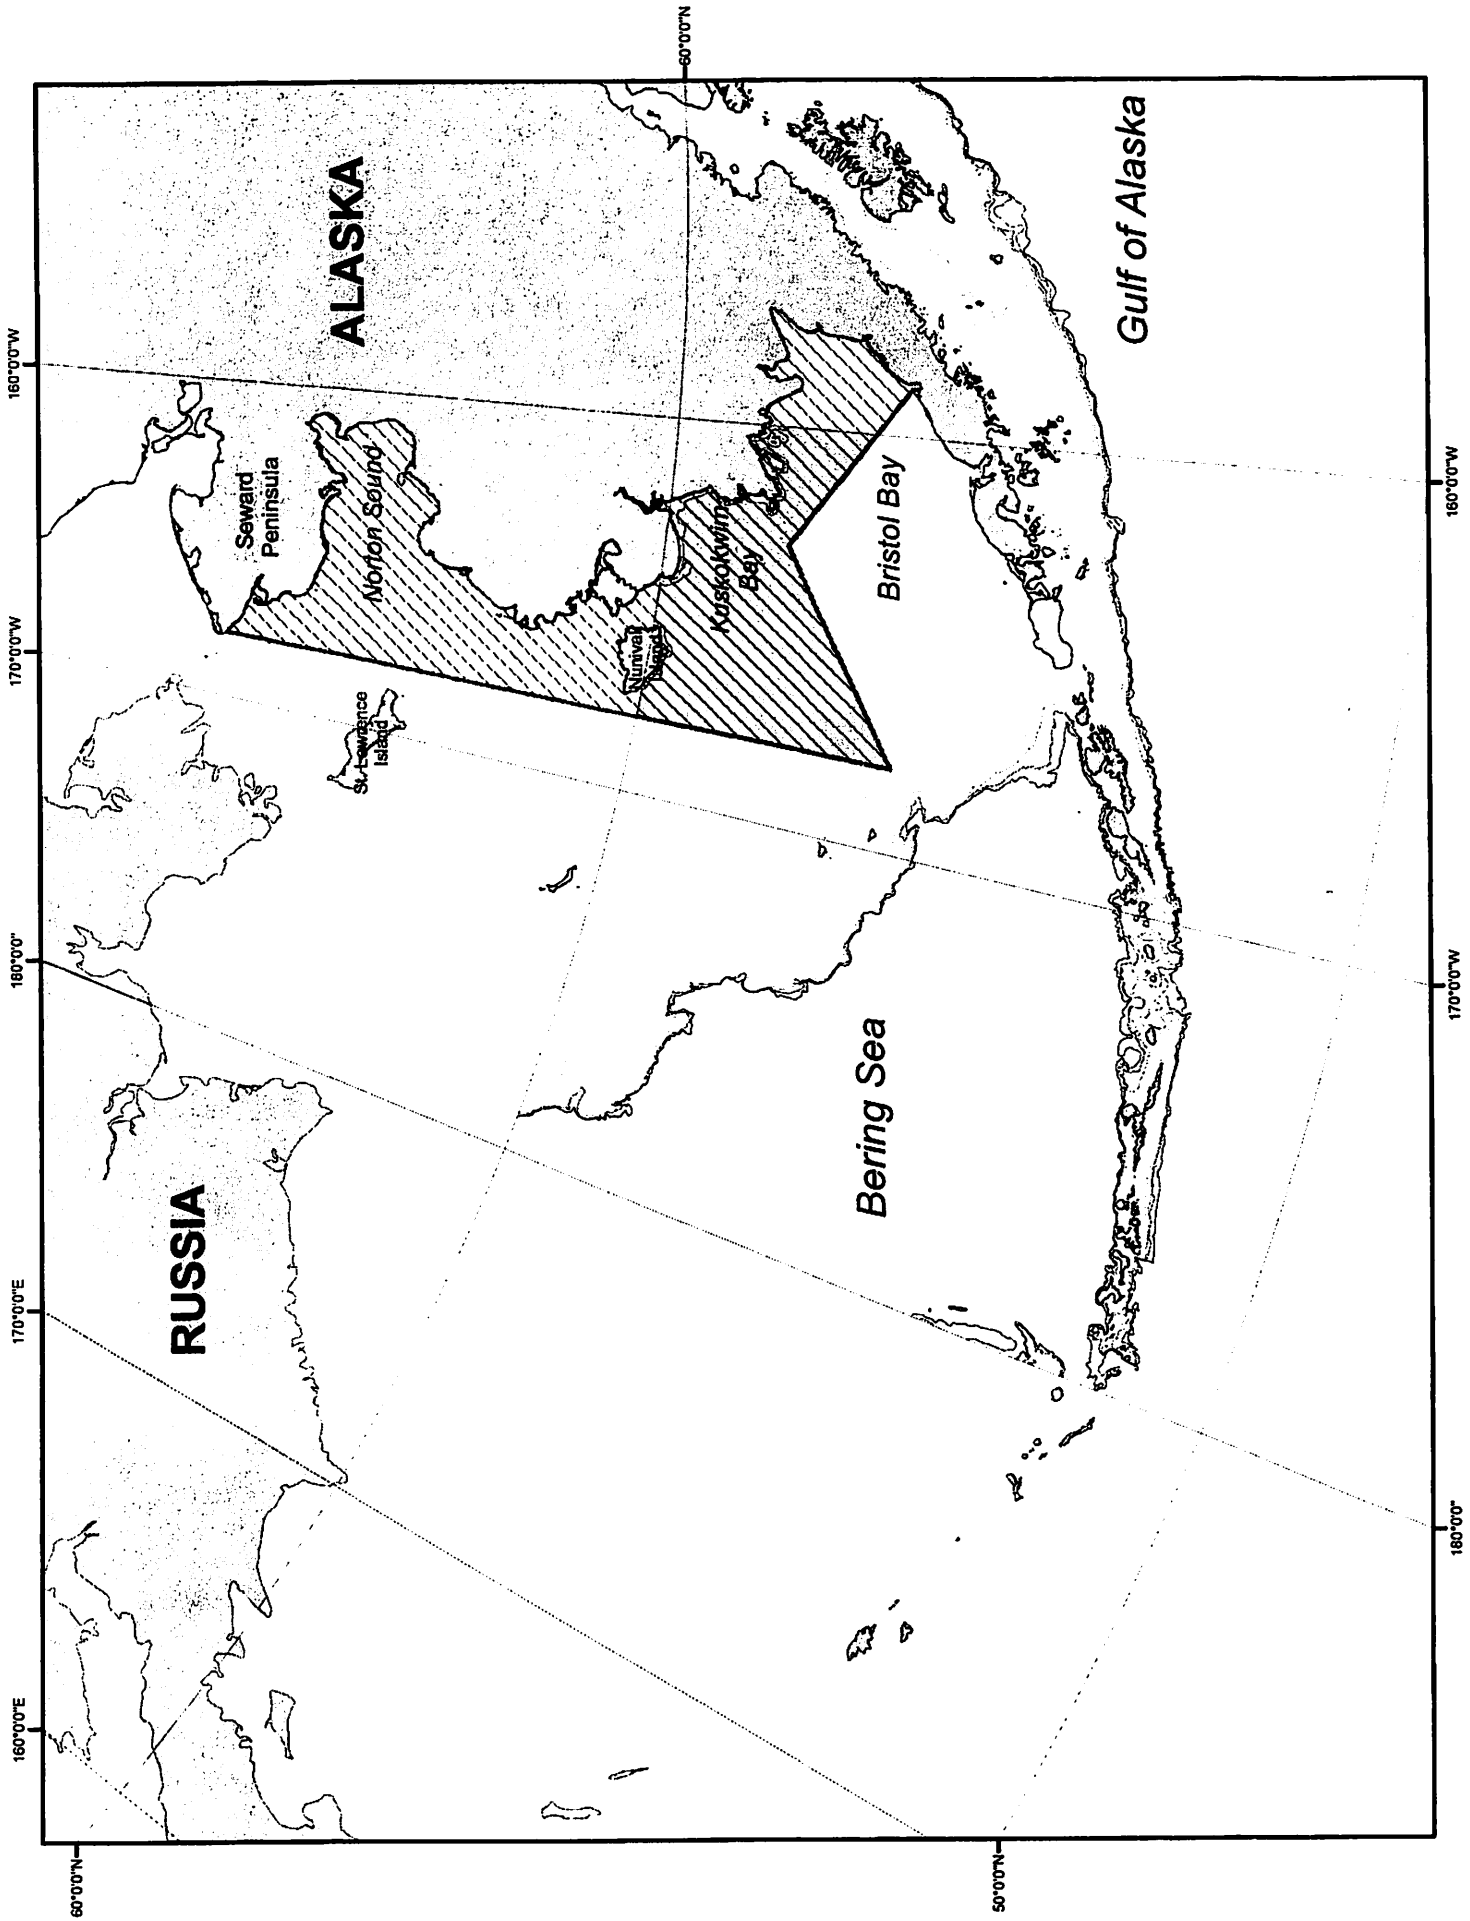 160°0'0"E
170°0'0"E
180°0'0"
170°0'0"W
160°0'0"W
60°0'0"N
60°0'0"N
50°0'0"N
RUSSIA
ALASKA
Seward
Peninsula
Norton Sound
St. Lawrence
Island
Nunivak
Island
Kuskokwim
Bay
Bristol Bay
Bering Sea
Gulf of Alaska
180°0'0"
170°0'0"W
160°0'0"W